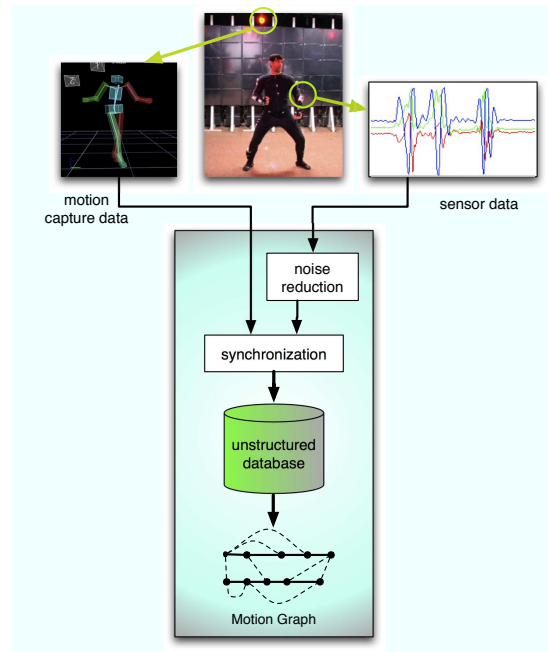 motion
capture data
sensor data
noise
reduction
synchronization
unstructured
database
Motion Graph